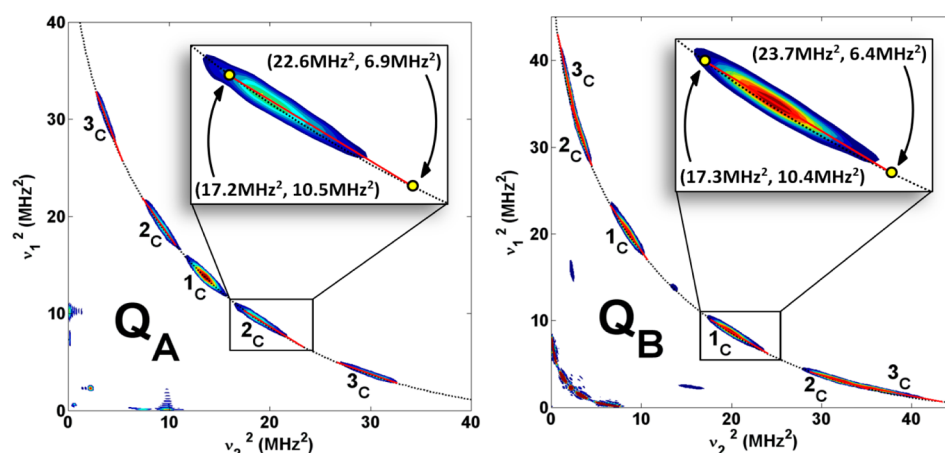 40
30
20
10
0
0 10 20 30 40
ν₁² (MHz²)
ν₂² (MHz²)
3C
2C
1C
2C
3C
QA
(22.6MHz², 6.9MHz²)
(17.2MHz², 10.5MHz²)
40
30
20
10
0
0 10 20 30 40
ν₁² (MHz²)
ν₂² (MHz²)
3C
2C
1C
1C
2C
3C
QB
(23.7MHz², 6.4MHz²)
(17.3MHz², 10.4MHz²)